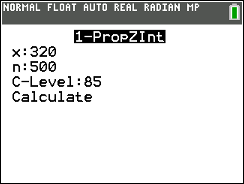 NORMAL FLOAT AUTO REAL RADIAN MP
1-PropZInt
x:320
n:500
C-Level:85
Calculate